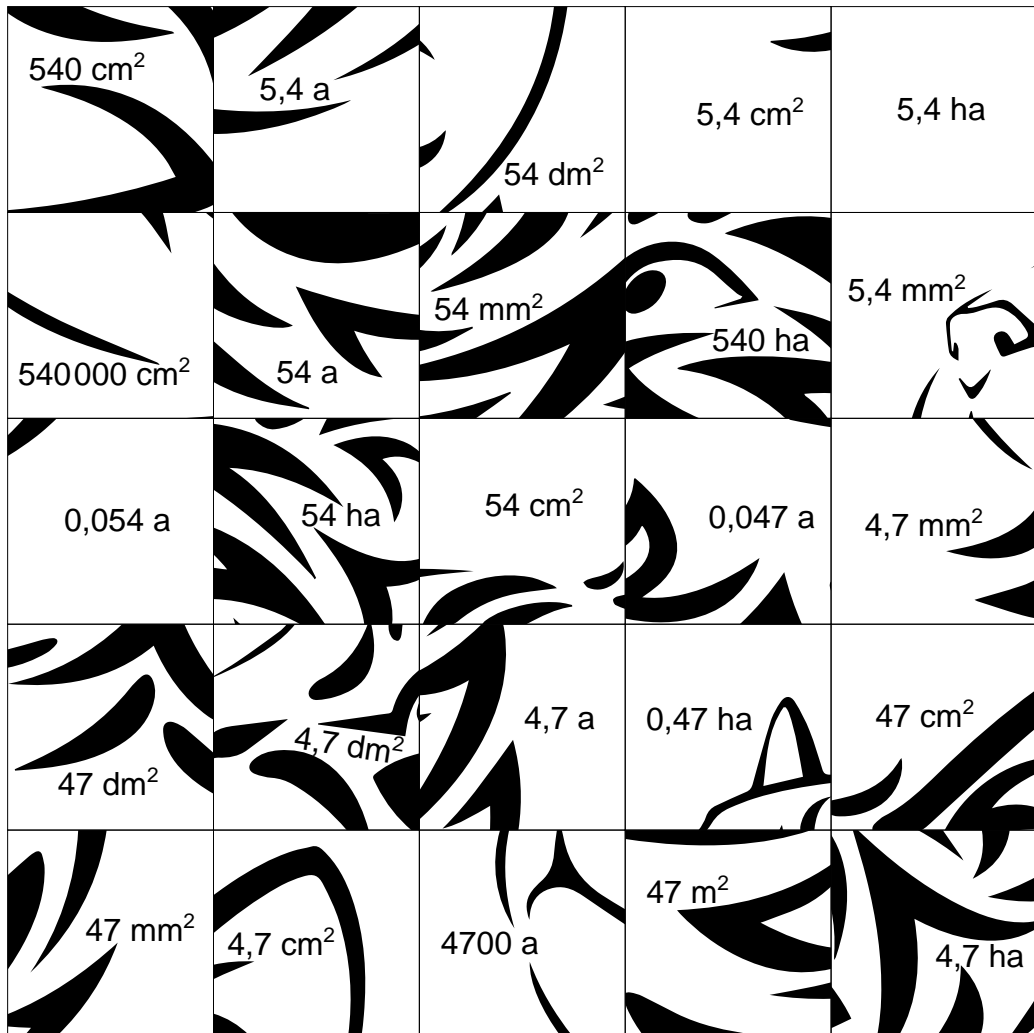 540 cm²
5,4 a
54 dm²
5,4 cm²
5,4 ha
540 000 cm²
54 a
54 mm²
540 ha
5,4 mm²
0,054 a
54 ha
54 cm²
0,047 a
4,7 mm²
47 dm²
4,7 dm²
4,7 a
0,47 ha
47 cm²
47 mm²
4,7 cm²
4700 a
47 m²
4,7 ha